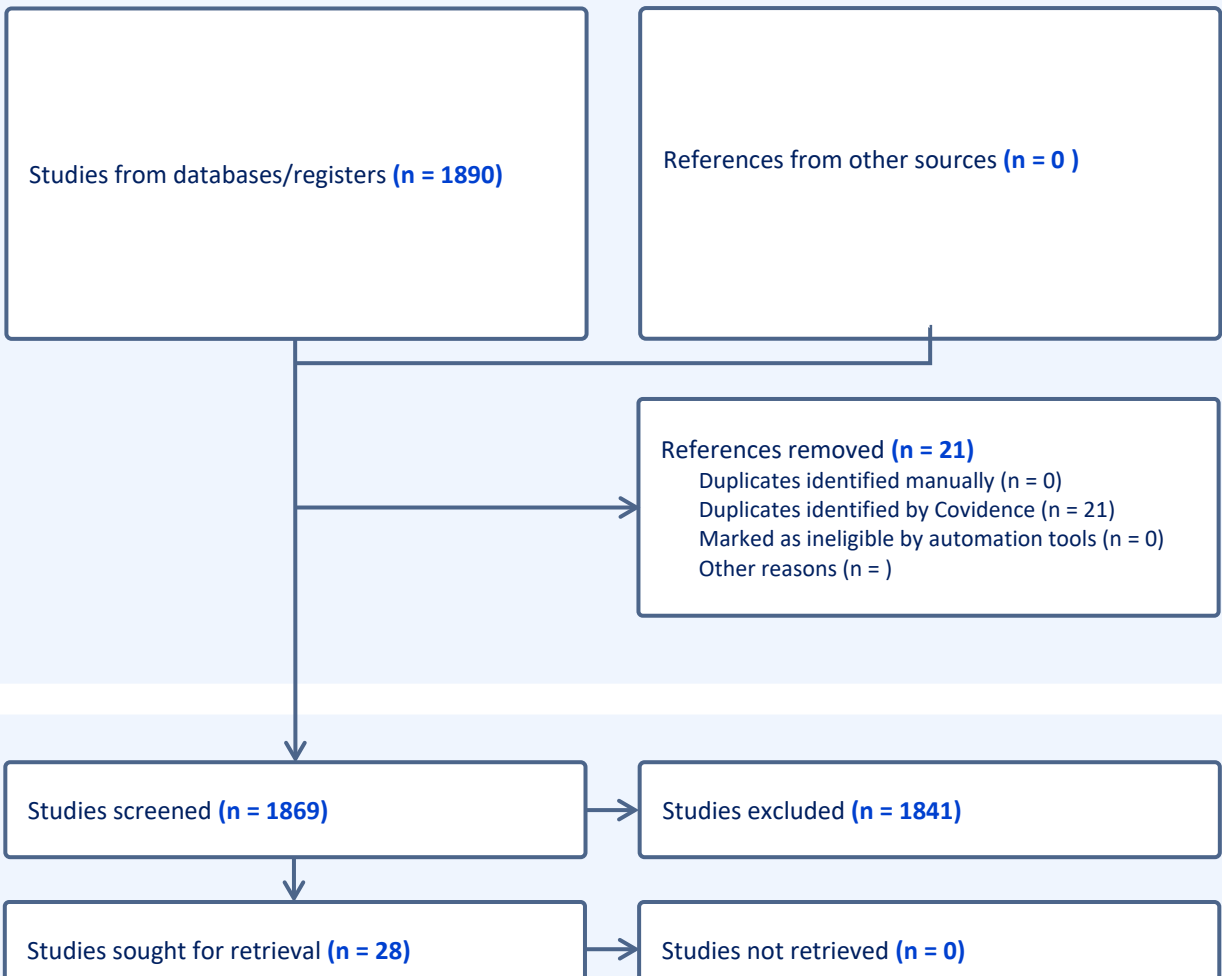 Studies from databases/registers (n = 1890)
References from other sources (n = 0 )
References removed (n = 21)
Duplicates identified manually (n = 0)
Duplicates identified by Covidence (n = 21)
Marked as ineligible by automation tools (n = 0)
Other reasons (n = )
Studies screened (n = 1869)
Studies excluded (n = 1841)
Studies sought for retrieval (n = 28)
Studies not retrieved (n = 0)